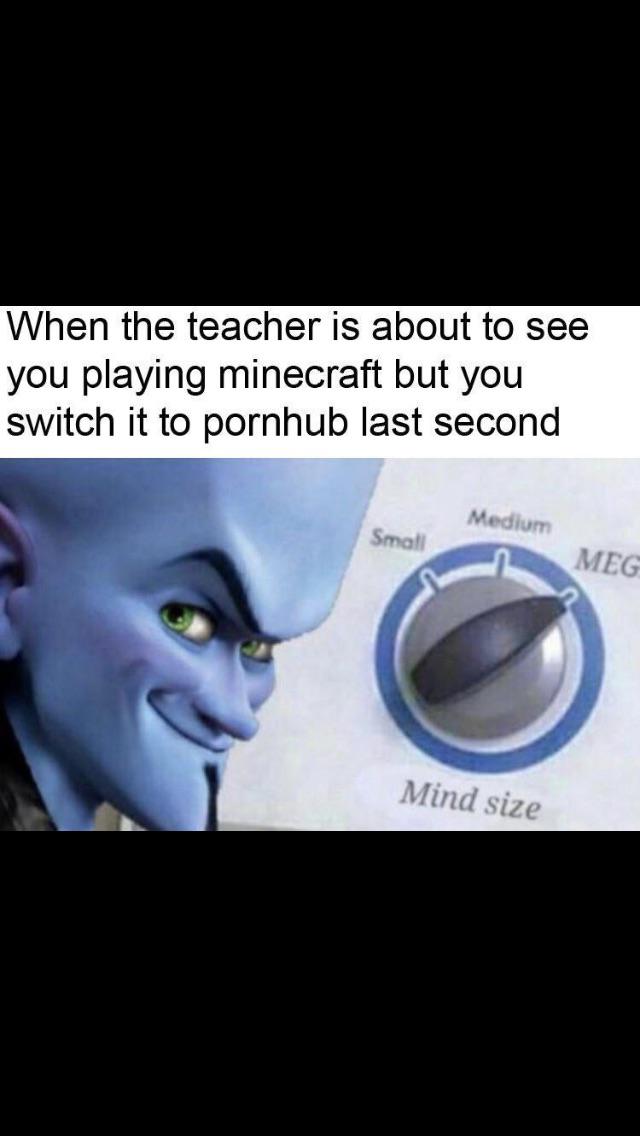 When the teacher is about to see
you playing minecraft but you
switch it to pornhub last second
Medium
Small
MEG
Mind size